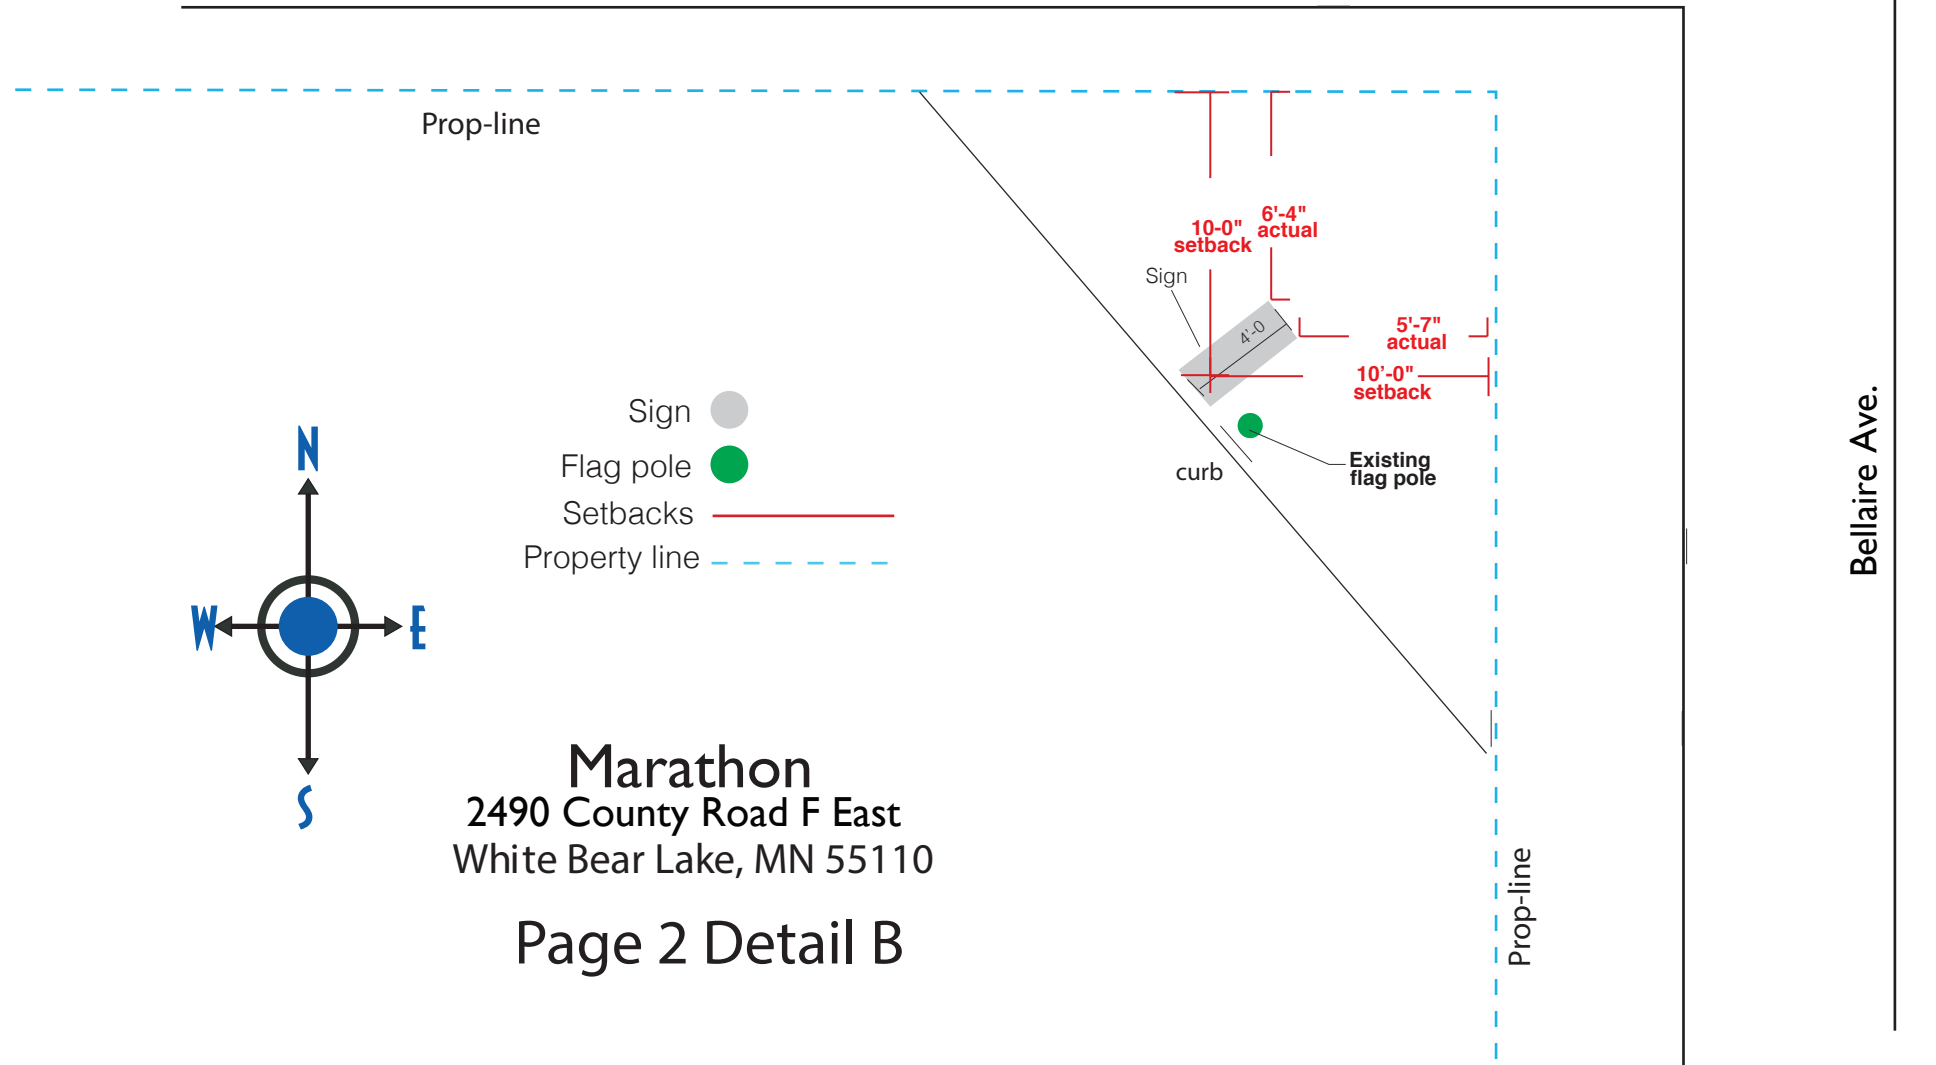 Prop-line
6'-4"
actual
10-0"
setback
Sign
4'-0
5'-7"
actual
10'-0"
setback
Existing
flag pole
curb
Bellaire Ave.
Sign
Flag pole
Setbacks
Property line
N
W
E
S
Marathon
2490 County Road F East
White Bear Lake, MN 55110
Page 2 Detail B
Prop-line